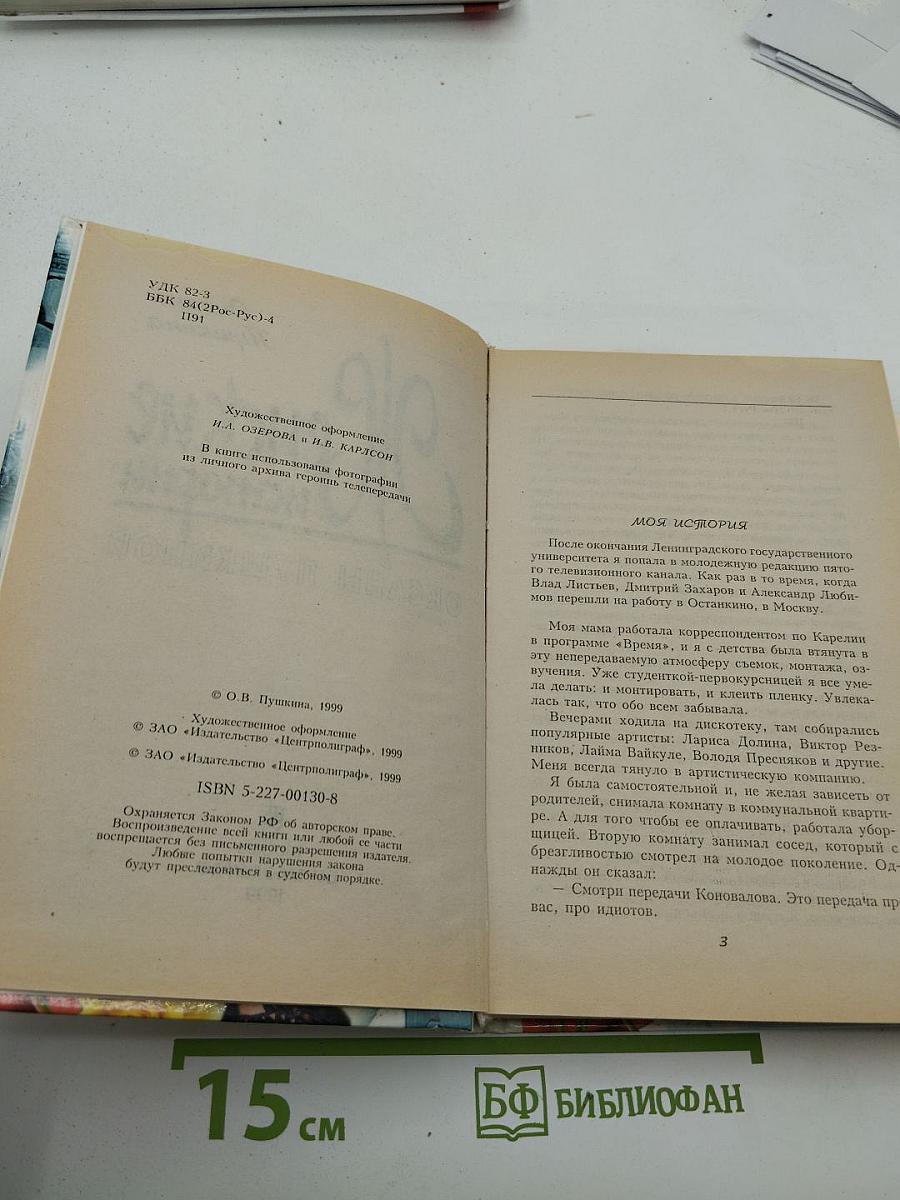 УДК 82-3
ББК 84(2Рос-Рус)-4
П91
Художественное оформление
И.А. ОЗЕРОВА и И.В. КАРЛСОН
В книге использованы фотографии
из личного архива героинь телепередачи
© О.В. Пушкина, 1999
Художественное оформление
© ЗАО «Издательство «Центрполиграф», 1999
© ЗАО «Издательство «Центрполиграф», 1999
ISBN 5-227-00130-8
Охраняется Законом РФ об авторском праве.
Воспроизведение всей книги или любой ее части
воспрещается без письменного разрешения издателя.
Любые попытки нарушения закона
будут преследоваться в судебном порядке.
МОЯ ИСТОРИЯ
После окончания Ленинградского государственного
университета я попала в молодежную редакцию пято-
го телевизионного канала. Как раз в то время, когда
Влад Листьев, Дмитрий Захаров и Александр Люби-
мов перешли на работу в Останкино, в Москву.
Моя мама работала корреспондентом по Карелии
в программе «Время», и я с детства была втянута в
эту непередаваемую атмосферу съемок, монтажа, оз-
вучения. Уже студенткой-первокурсницей я все уме-
ла делать: и монтировать, и клеить пленку. Увлека-
лась так, что обо всем забывала.
Вечерами ходила на дискотеку, там собирались
популярные артисты: Лариса Долина, Виктор Рез-
ников, Лайма Вайкуле, Володя Пресняков и другие.
Меня всегда тянуло в артистическую компанию.
Я была самостоятельной и, не желая зависеть от
родителей, снимала комнату в коммунальной кварти-
ре. А для того чтобы ее оплачивать, работала убор-
щицей. Вторую комнату занимал сосед, который с
брезгливостью смотрел на молодое поколение. Од-
нажды он сказал:
— Смотри передачи Коновалова. Это передача пр
вас, про идиотов.
3
15 см
БФ БИБЛИОФАН